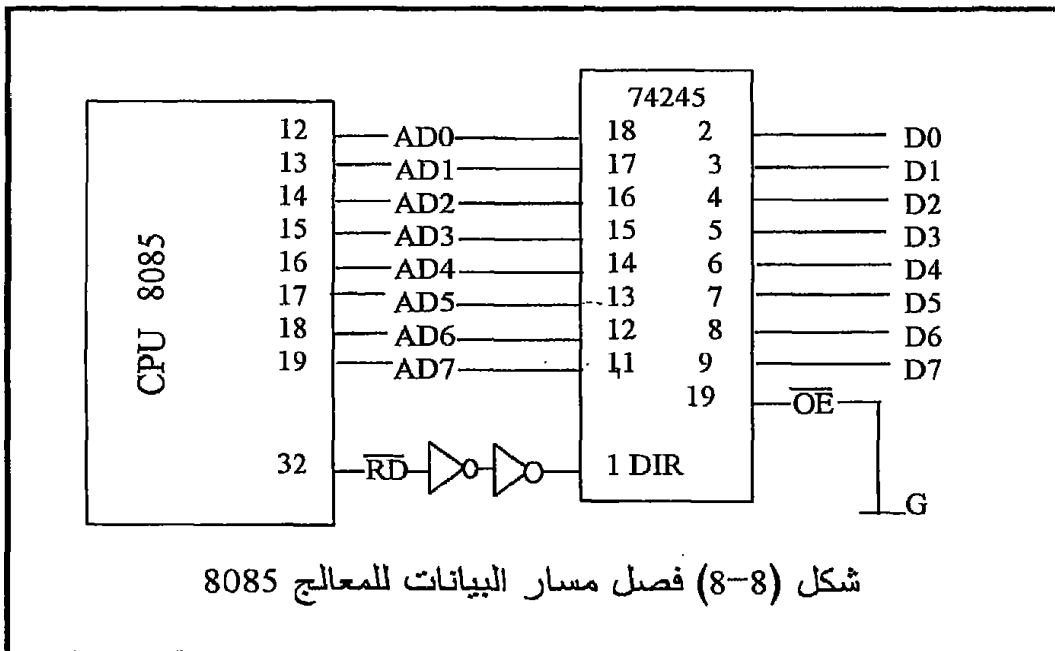 74245
CPU 8085
12 AD0 18 2 D0
13 AD1 17 3 D1
14 AD2 16 4 D2
15 AD3 15 5 D3
16 AD4 14 6 D4
17 AD5 13 7 D5
18 AD6 12 8 D6
19 AD7 11 9 D7
19 OE
32 RD 1 DIR
G
شكل (8-8) فصل مسار البيانات للمعالج 8085